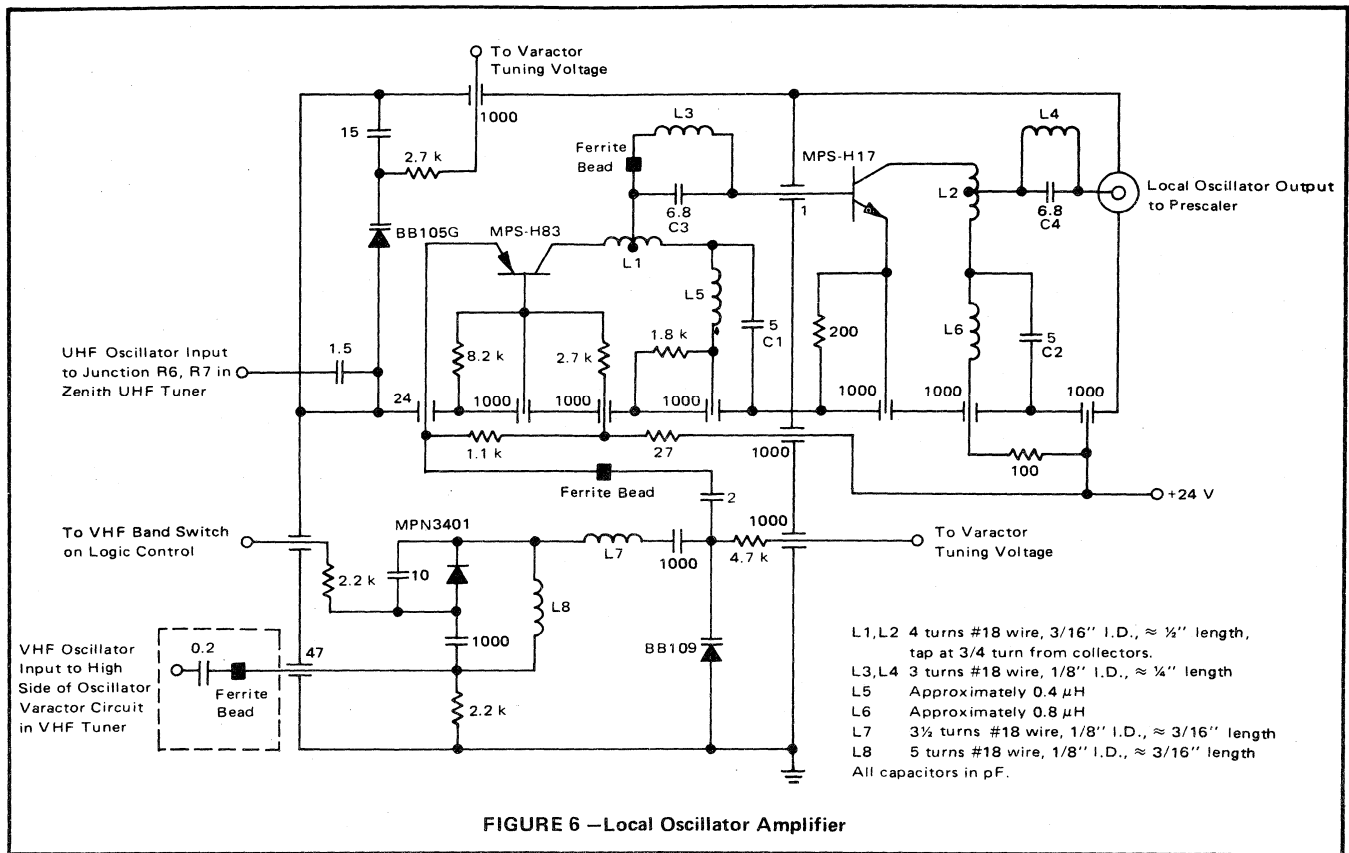 To Varactor
Tuning Voltage
1000
15
2.7 k
BB105G
L3
Ferrite
Bead
6.8
C3
MPS-H17
L4
L2
6.8
C4
Local Oscillator Output
to Prescaler
1
MPS-H83
L1
L5
5
C1
200
L6
5
C2
UHF Oscillator Input
to Junction R6, R7 in
Zenith UHF Tuner
1.5
8.2 k
2.7 k
1.8 k
24
1000
1000
1000
1000
1000
1000
1.1 k
27
1000
100
Ferrite Bead
2
+24 V
To VHF Band Switch
on Logic Control
MPN3401
2.2 k
10
L7
1000
4.7 k
1000
To Varactor
Tuning Voltage
L8
1000
VHF Oscillator
Input to High
Side of Oscillator
Varactor Circuit
in VHF Tuner
0.2
Ferrite
Bead
47
2.2 k
BB109
L1,L2 4 turns #18 wire, 3/16'' I.D., ≈ ½'' length,
tap at 3/4 turn from collectors.
L3,L4 3 turns #18 wire, 1/8'' I.D., ≈ ¼'' length
L5 Approximately 0.4 μH
L6 Approximately 0.8 μH
L7 3½ turns #18 wire, 1/8'' I.D., ≈ 3/16'' length
L8 5 turns #18 wire, 1/8'' I.D., ≈ 3/16'' length
All capacitors in pF.
FIGURE 6 —Local Oscillator Amplifier